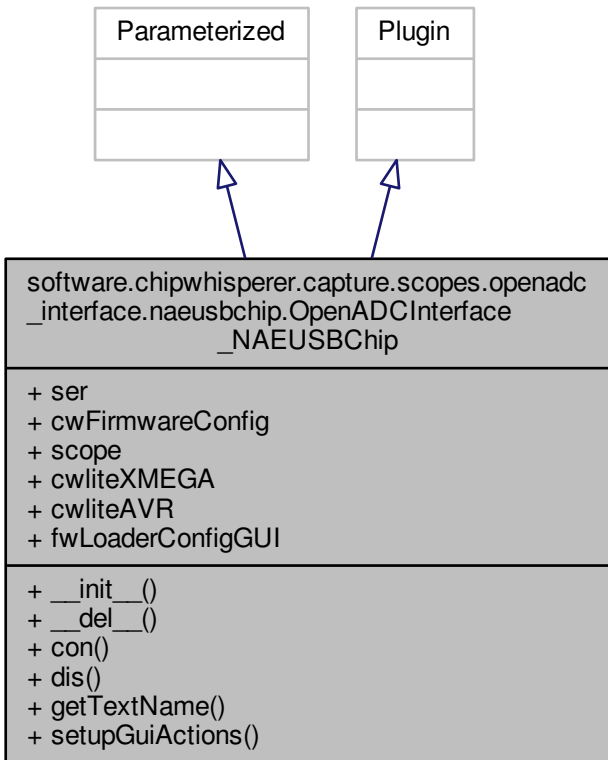 Parameterized
Plugin
software.chipwhisperer.capture.scopes.openadc
_interface.naeusbchip.OpenADCInterface
_NAEUSBChip
+ ser
+ cwFirmwareConfig
+ scope
+ cwliteXMEGA
+ cwliteAVR
+ fwLoaderConfigGUI
+ __init__()
+ __del__()
+ con()
+ dis()
+ getTextName()
+ setupGuiActions()